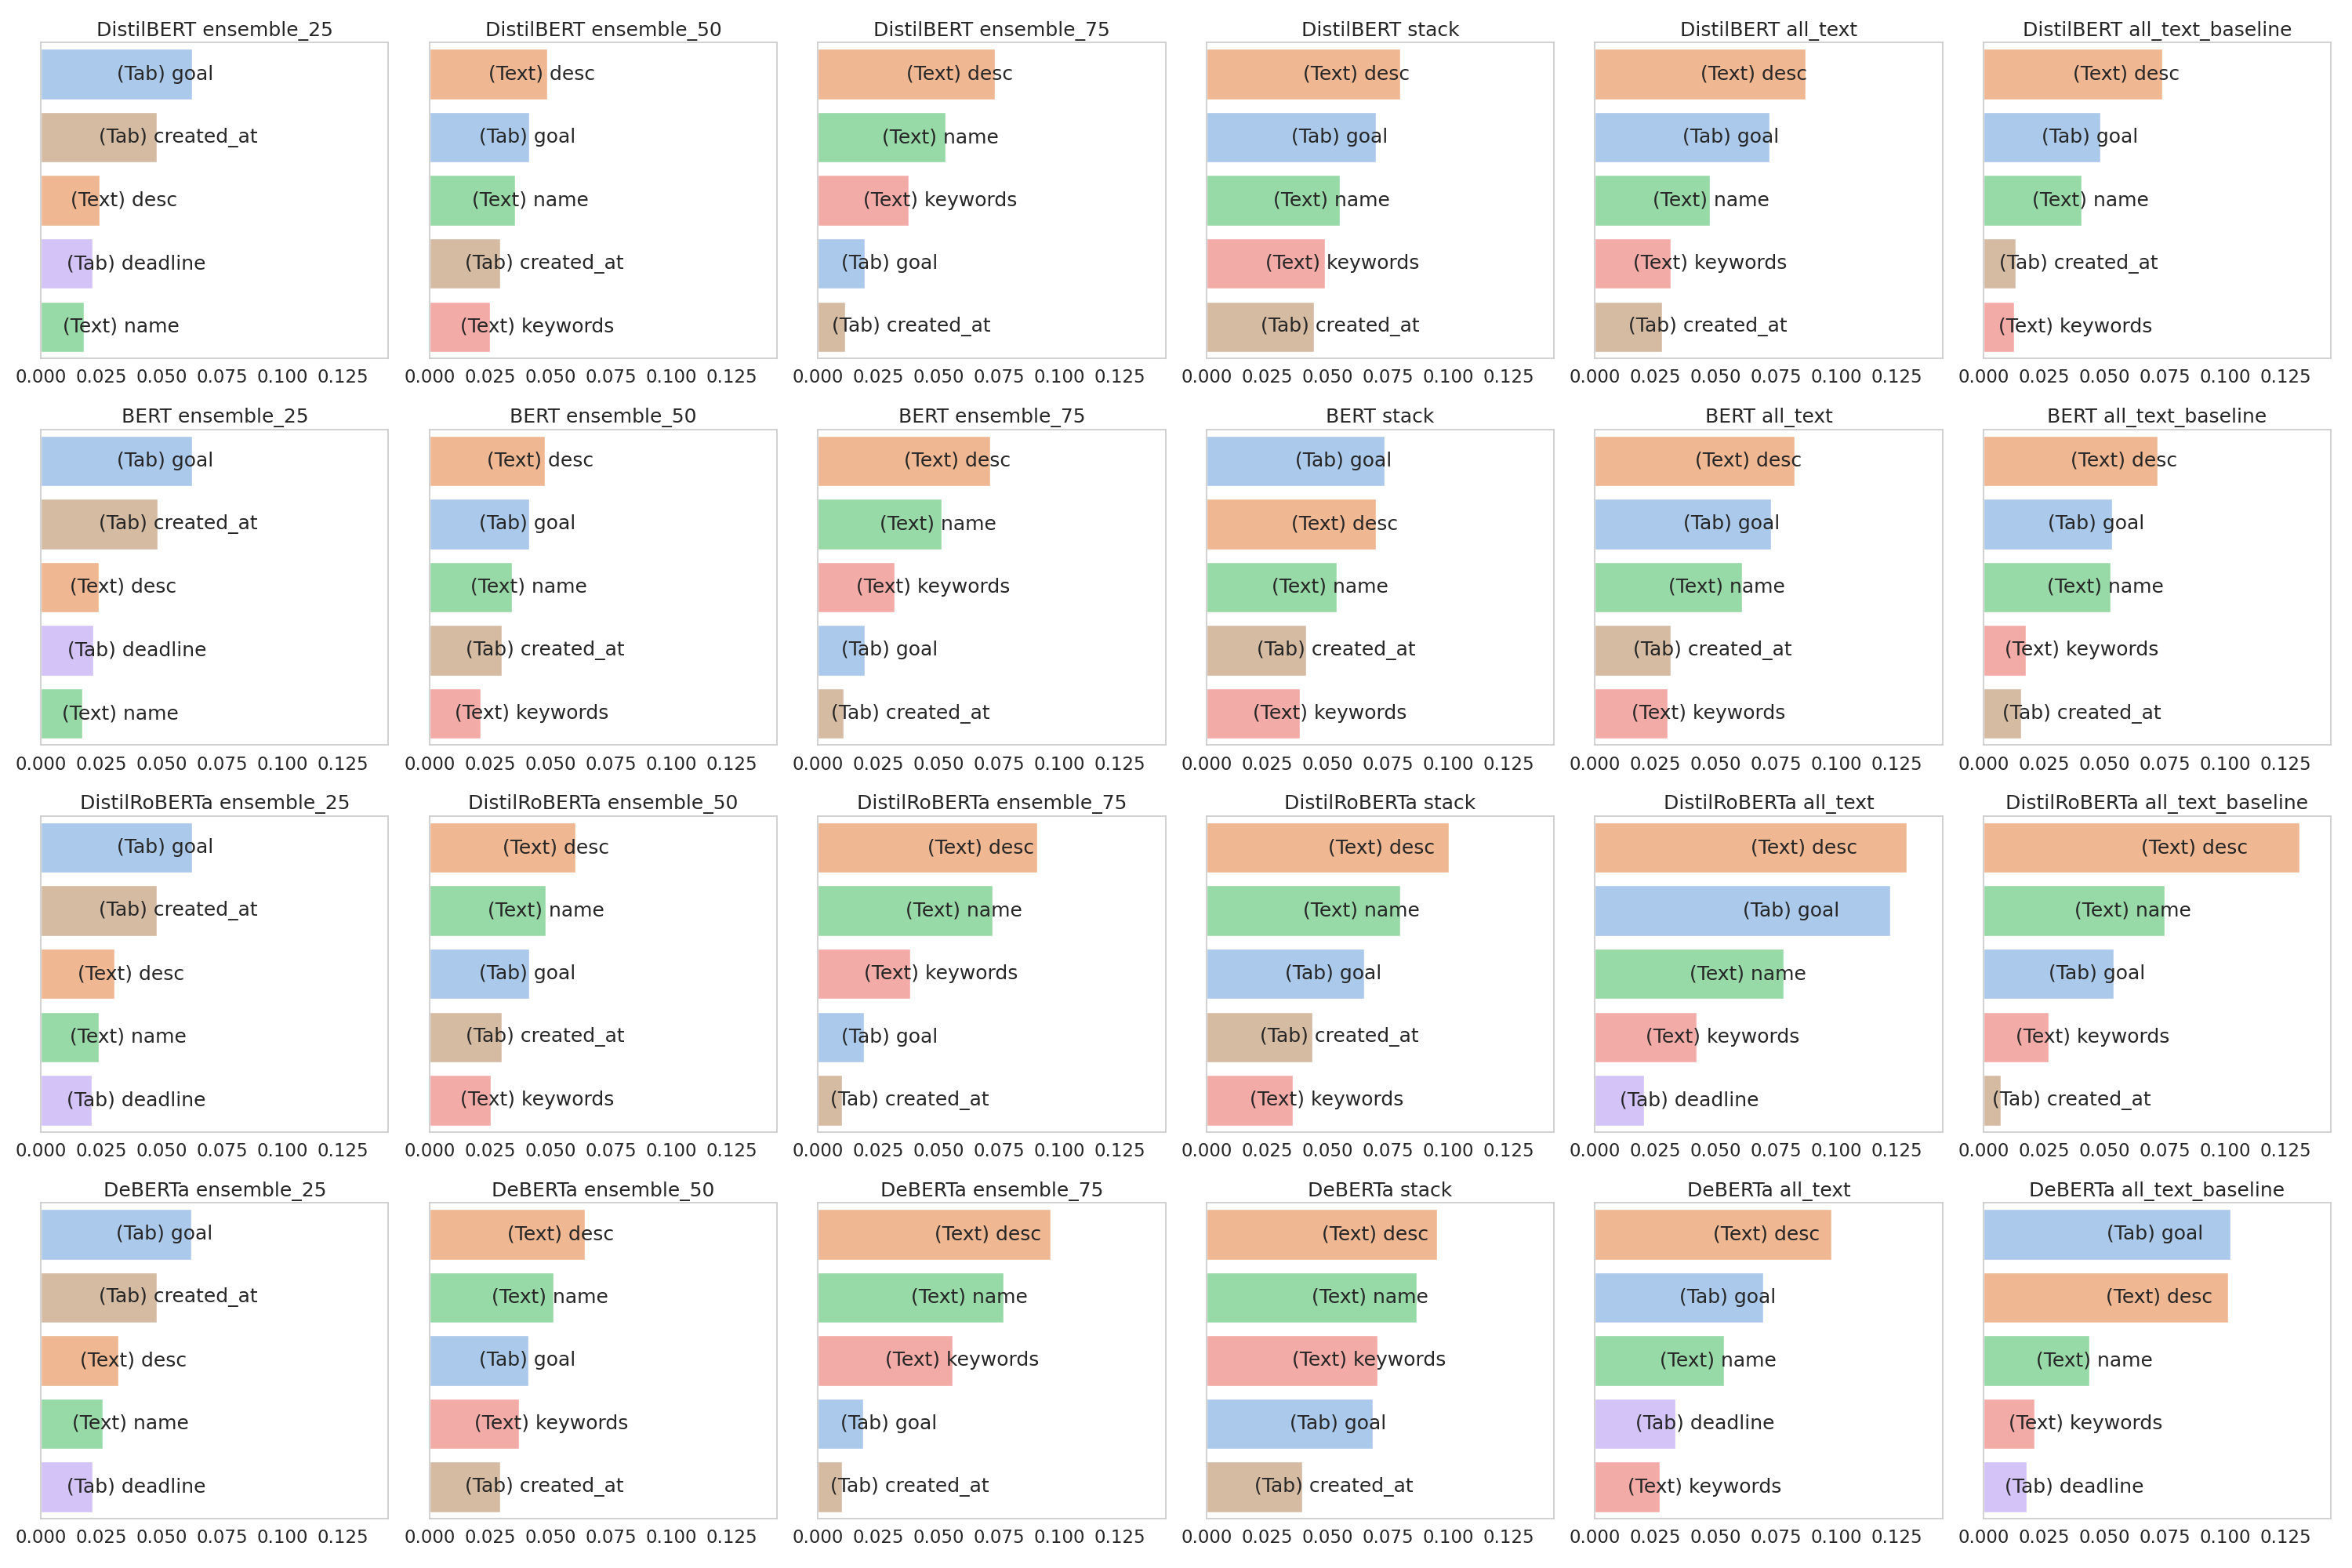 DistilBERT ensemble_25
(Tab) goal
(Tab) created_at
(Text) desc
(Tab) deadline
(Text) name
0.000 0.025 0.050 0.075 0.100 0.125
DistilBERT ensemble_50
(Text) desc
(Tab) goal
(Text) name
(Tab) created_at
(Text) keywords
0.000 0.025 0.050 0.075 0.100 0.125
DistilBERT ensemble_75
(Text) desc
(Text) name
(Text) keywords
(Tab) goal
(Tab) created_at
0.000 0.025 0.050 0.075 0.100 0.125
DistilBERT stack
(Text) desc
(Tab) goal
(Text) name
(Text) keywords
(Tab) created_at
0.000 0.025 0.050 0.075 0.100 0.125
DistilBERT all_text
(Text) desc
(Tab) goal
(Text) name
(Text) keywords
(Tab) created_at
0.000 0.025 0.050 0.075 0.100 0.125
DistilBERT all_text_baseline
(Text) desc
(Tab) goal
(Text) name
(Tab) created_at
(Text) keywords
0.000 0.025 0.050 0.075 0.100 0.125
BERT ensemble_25
(Tab) goal
(Tab) created_at
(Text) desc
(Tab) deadline
(Text) name
0.000 0.025 0.050 0.075 0.100 0.125
BERT ensemble_50
(Text) desc
(Tab) goal
(Text) name
(Tab) created_at
(Text) keywords
0.000 0.025 0.050 0.075 0.100 0.125
BERT ensemble_75
(Text) desc
(Text) name
(Text) keywords
(Tab) goal
(Tab) created_at
0.000 0.025 0.050 0.075 0.100 0.125
BERT stack
(Tab) goal
(Text) desc
(Text) name
(Tab) created_at
(Text) keywords
0.000 0.025 0.050 0.075 0.100 0.125
BERT all_text
(Text) desc
(Tab) goal
(Text) name
(Tab) created_at
(Text) keywords
0.000 0.025 0.050 0.075 0.100 0.125
BERT all_text_baseline
(Text) desc
(Tab) goal
(Text) name
(Text) keywords
(Tab) created_at
0.000 0.025 0.050 0.075 0.100 0.125
DistilRoBERTa ensemble_25
(Tab) goal
(Tab) created_at
(Text) desc
(Text) name
(Tab) deadline
0.000 0.025 0.050 0.075 0.100 0.125
DistilRoBERTa ensemble_50
(Text) desc
(Text) name
(Tab) goal
(Tab) created_at
(Text) keywords
0.000 0.025 0.050 0.075 0.100 0.125
DistilRoBERTa ensemble_75
(Text) desc
(Text) name
(Text) keywords
(Tab) goal
(Tab) created_at
0.000 0.025 0.050 0.075 0.100 0.125
DistilRoBERTa stack
(Text) desc
(Text) name
(Tab) goal
(Tab) created_at
(Text) keywords
0.000 0.025 0.050 0.075 0.100 0.125
DistilRoBERTa all_text
(Text) desc
(Tab) goal
(Text) name
(Text) keywords
(Tab) deadline
0.000 0.025 0.050 0.075 0.100 0.125
DistilRoBERTa all_text_baseline
(Text) desc
(Text) name
(Tab) goal
(Text) keywords
(Tab) created_at
0.000 0.025 0.050 0.075 0.100 0.125
DeBERTa ensemble_25
(Tab) goal
(Tab) created_at
(Text) desc
(Text) name
(Tab) deadline
0.000 0.025 0.050 0.075 0.100 0.125
DeBERTa ensemble_50
(Text) desc
(Text) name
(Tab) goal
(Text) keywords
(Tab) created_at
0.000 0.025 0.050 0.075 0.100 0.125
DeBERTa ensemble_75
(Text) desc
(Text) name
(Text) keywords
(Tab) goal
(Tab) created_at
0.000 0.025 0.050 0.075 0.100 0.125
DeBERTa stack
(Text) desc
(Text) name
(Text) keywords
(Tab) goal
(Tab) created_at
0.000 0.025 0.050 0.075 0.100 0.125
DeBERTa all_text
(Text) desc
(Tab) goal
(Text) name
(Tab) deadline
(Text) keywords
0.000 0.025 0.050 0.075 0.100 0.125
DeBERTa all_text_baseline
(Tab) goal
(Text) desc
(Text) name
(Text) keywords
(Tab) deadline
0.000 0.025 0.050 0.075 0.100 0.125